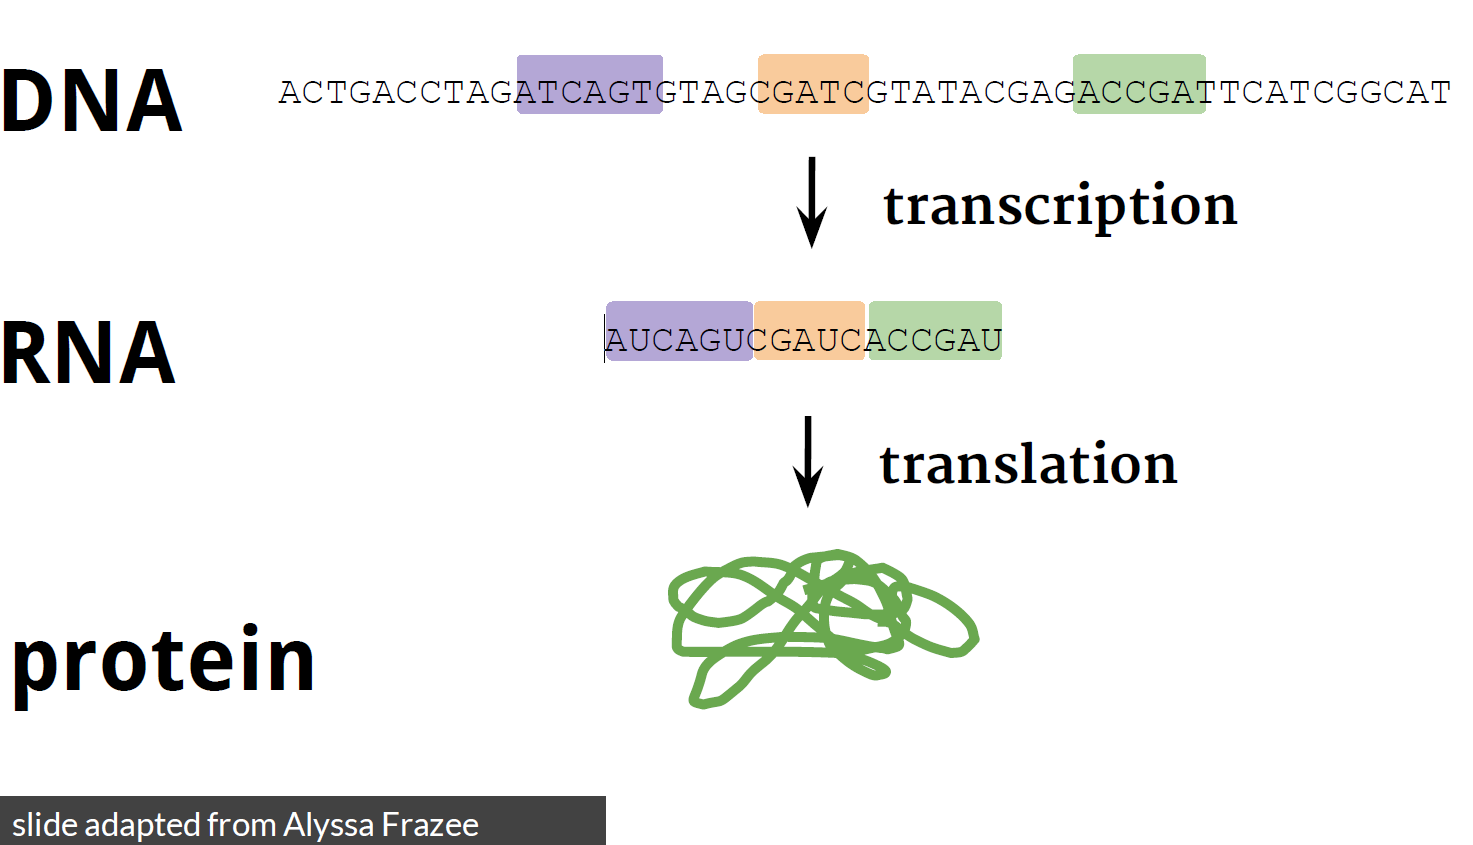 DNA ACTGACCTAGATCAGTGTAGCGATCGTATACGAGACCGATTCATCGGCAT
transcription
RNA AUCAGUCGAUCACCGAU
translation
protein
slide adapted from Alyssa Frazee